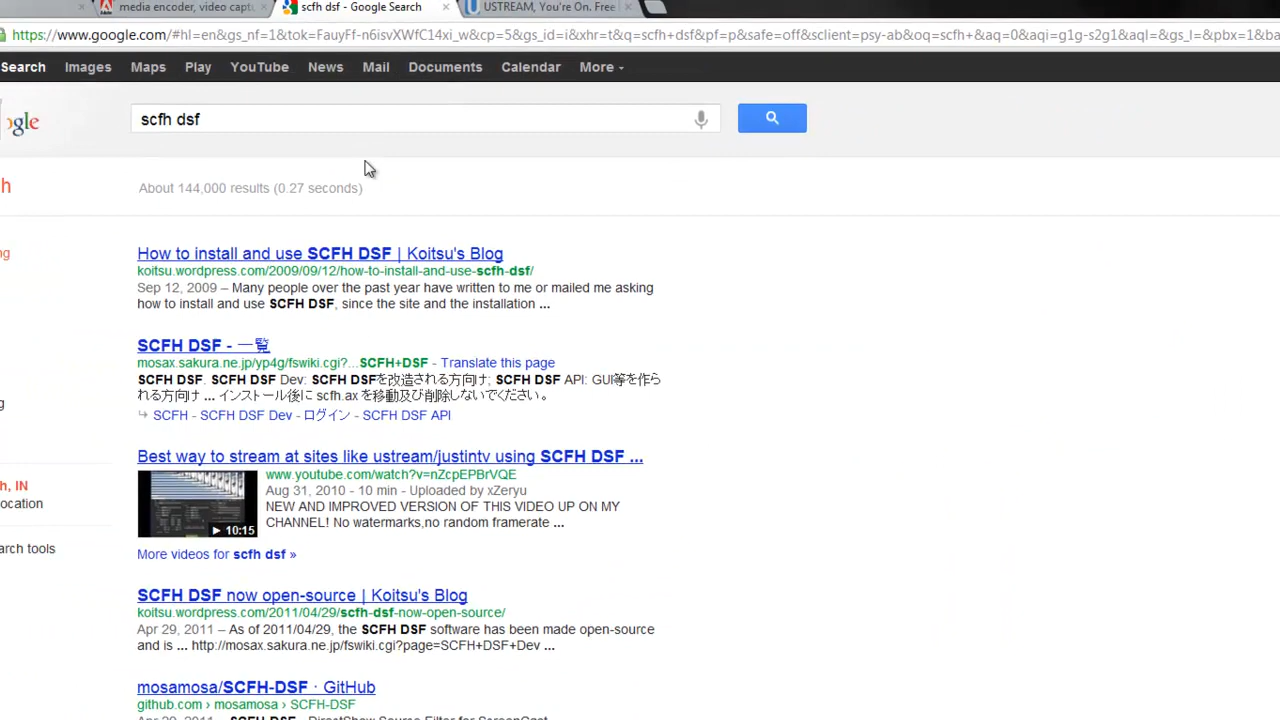 media encoder, video captu
scfh dsf - Google Search
USTREAM, You're On. Free
https://www.google.com/#hl=en&gs_nf=1&tok=FauyFf-n6isvXWfC14xi_w&cp=5&gs_id=i&xhr=t&q=scfh+dsf&pf=p&safe=off&sclient=psy-ab&oq=scfh+&aq=0&aqi=g1g-s2g1&aql=&gs_l=&pbx=1&ba
Search Images Maps Play YouTube News Mail Documents Calendar More
ogle
scfh dsf
h
About 144,000 results (0.27 seconds)
ng
How to install and use SCFH DSF | Koitsu's Blog
koitsu.wordpress.com/2009/09/12/how-to-install-and-use-scfh-dsf/
Sep 12, 2009 – Many people over the past year have written to me or mailed me asking
how to install and use SCFH DSF, since the site and the installation ...
SCFH DSF - 一覧
mosax.sakura.ne.jp/yp4g/fswiki.cgi?...SCFH+DSF - Translate this page
SCFH DSF. SCFH DSF Dev: SCFH DSFを改造される方向け; SCFH DSF API: GUI等を作ら
れる方向け ... インストール後に scfh.ax を移動及び削除しないでください。
g
SCFH - SCFH DSF Dev - ログイン - SCFH DSF API
Best way to stream at sites like ustream/justintv using SCFH DSF ...
www.youtube.com/watch?v=nZcpEPBrVQE
h, IN
Aug 31, 2010 - 10 min - Uploaded by xZeryu
ocation
NEW AND IMPROVED VERSION OF THIS VIDEO UP ON MY
CHANNEL! No watermarks,no random framerate ...
10:15
arch tools
More videos for scfh dsf »
SCFH DSF now open-source | Koitsu's Blog
koitsu.wordpress.com/2011/04/29/scfh-dsf-now-open-source/
Apr 29, 2011 – As of 2011/04/29, the SCFH DSF software has been made open-source
and is ... http://mosax.sakura.ne.jp/fswiki.cgi?page=SCFH+DSF+Dev ...
mosamosa/SCFH-DSF · GitHub
github.com › mosamosa › SCFH-DSF
Apr 29, 2011 – SCFH DSF - DirectShow Source Filter for ScreenCast